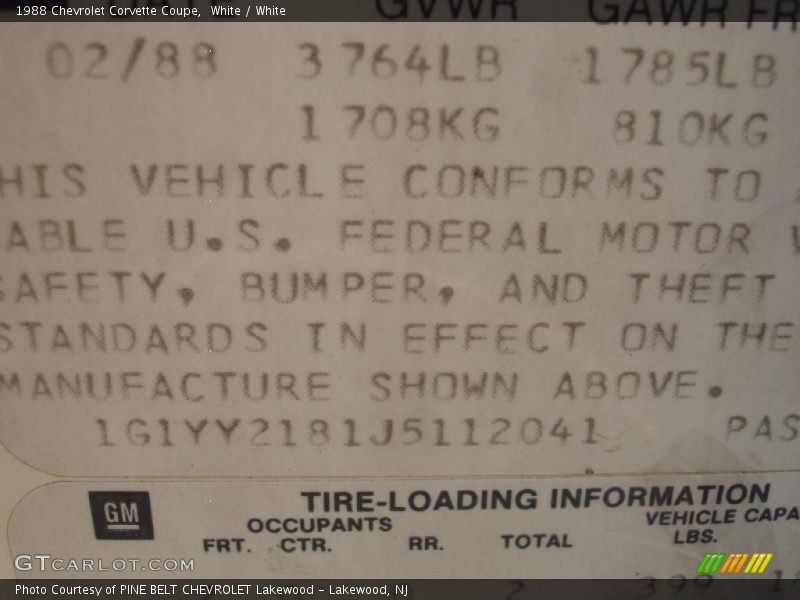 1988 Chevrolet Corvette Coupe, White / White
GVWR GAWR FR
02/88 3764LB 1785LB
1708KG 810KG
HIS VEHICLE CONFORMS TO
ABLE U.S. FEDERAL MOTOR V
SAFETY, BUMPER, AND THEFT
STANDARDS IN EFFECT ON THE
MANUFACTURE SHOWN ABOVE.
1G1YY2181J5112041 PAS
GM
TIRE-LOADING INFORMATION
OCCUPANTS VEHICLE CAPA
FRT. CTR. RR. TOTAL LBS.
GTCARLOT.COM
2 399
Photo Courtesy of PINE BELT CHEVROLET Lakewood - Lakewood, NJ